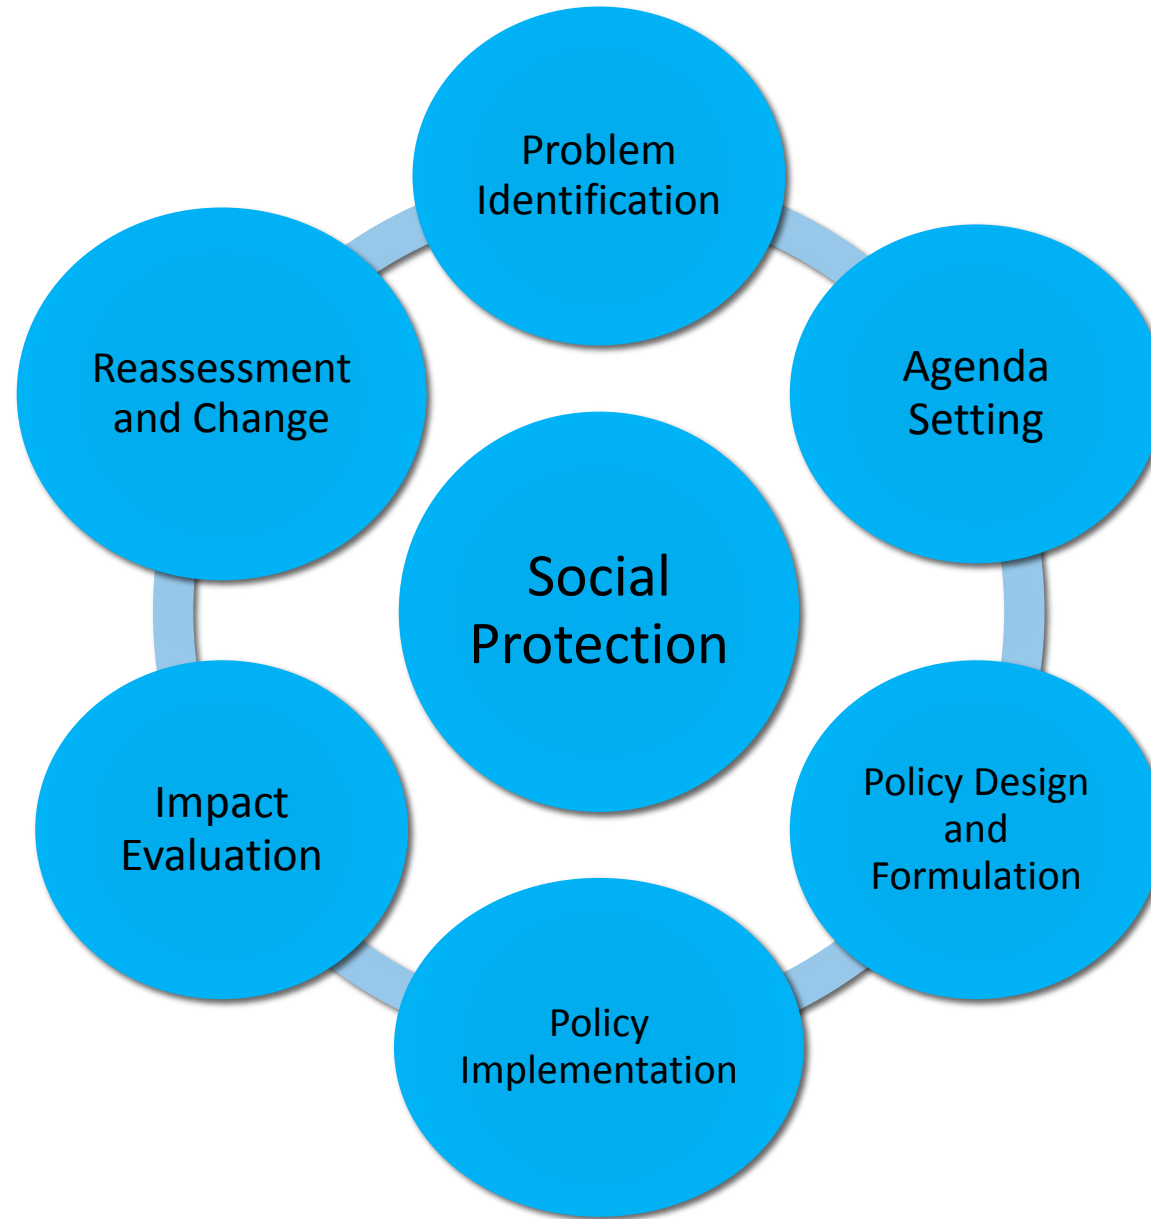 Problem
Identification
Agenda
Setting
Policy Design
and
Formulation
Policy
Implementation
Impact
Evaluation
Reassessment
and Change
Social
Protection